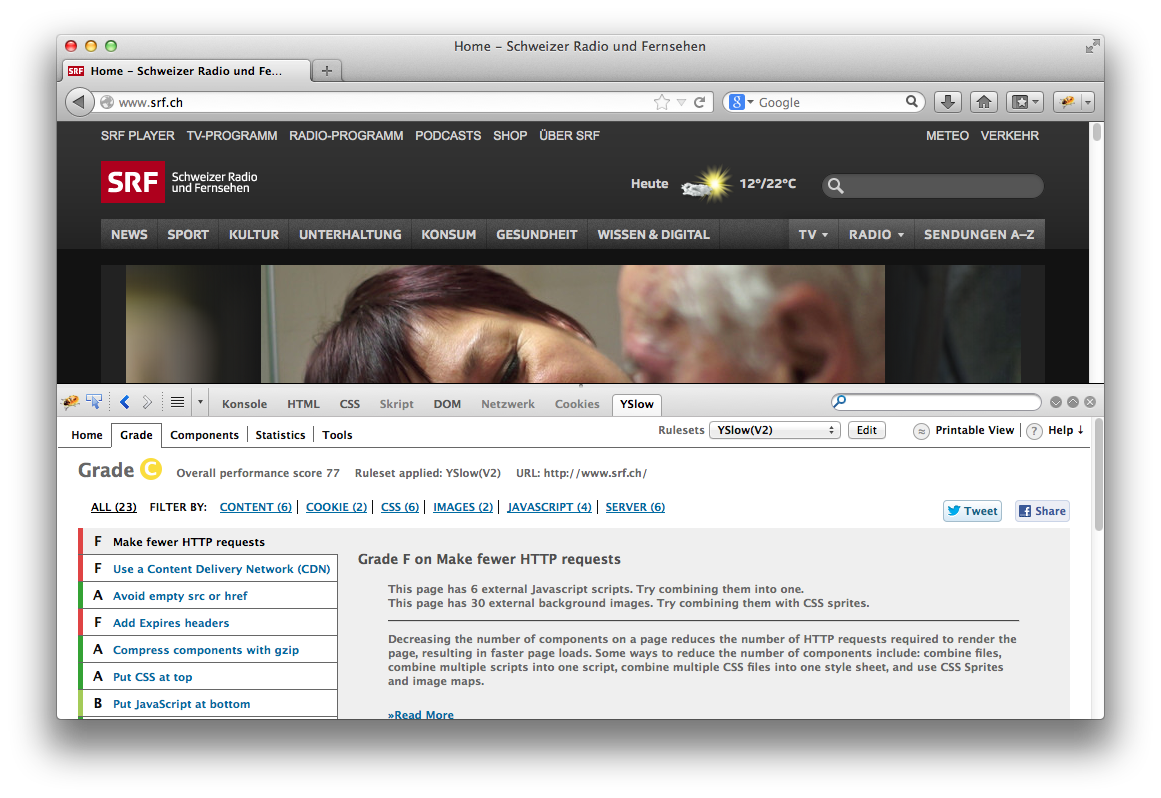 Home – Schweizer Radio und Fernsehen
SRF Home – Schweizer Radio und Fe... +
www.srf.ch 8 Google
SRF PLAYER TV-PROGRAMM RADIO-PROGRAMM PODCASTS SHOP ÜBER SRF METEO VERKEHR
SRF Schweizer Radio
und Fernsehen
Heute 12°/22°C
NEWS SPORT KULTUR UNTERHALTUNG KONSUM GESUNDHEIT WISSEN & DIGITAL TV RADIO SENDUNGEN A–Z
Konsole HTML CSS Skript DOM Netzwerk Cookies YSlow
Home Grade Components Statistics Tools Rulesets YSlow(V2) Edit Printable View ? Help ↓
Grade C Overall performance score 77 Ruleset applied: YSlow(V2) URL: http://www.srf.ch/
ALL (23) FILTER BY: CONTENT (6) COOKIE (2) CSS (6) IMAGES (2) JAVASCRIPT (4) SERVER (6)
Tweet Share
F Make fewer HTTP requests
F Use a Content Delivery Network (CDN)
A Avoid empty src or href
F Add Expires headers
A Compress components with gzip
A Put CSS at top
B Put JavaScript at bottom
Grade F on Make fewer HTTP requests
This page has 6 external Javascript scripts. Try combining them into one.
This page has 30 external background images. Try combining them with CSS sprites.
Decreasing the number of components on a page reduces the number of HTTP requests required to render the
page, resulting in faster page loads. Some ways to reduce the number of components include: combine files,
combine multiple scripts into one script, combine multiple CSS files into one style sheet, and use CSS Sprites
and image maps.
»Read More